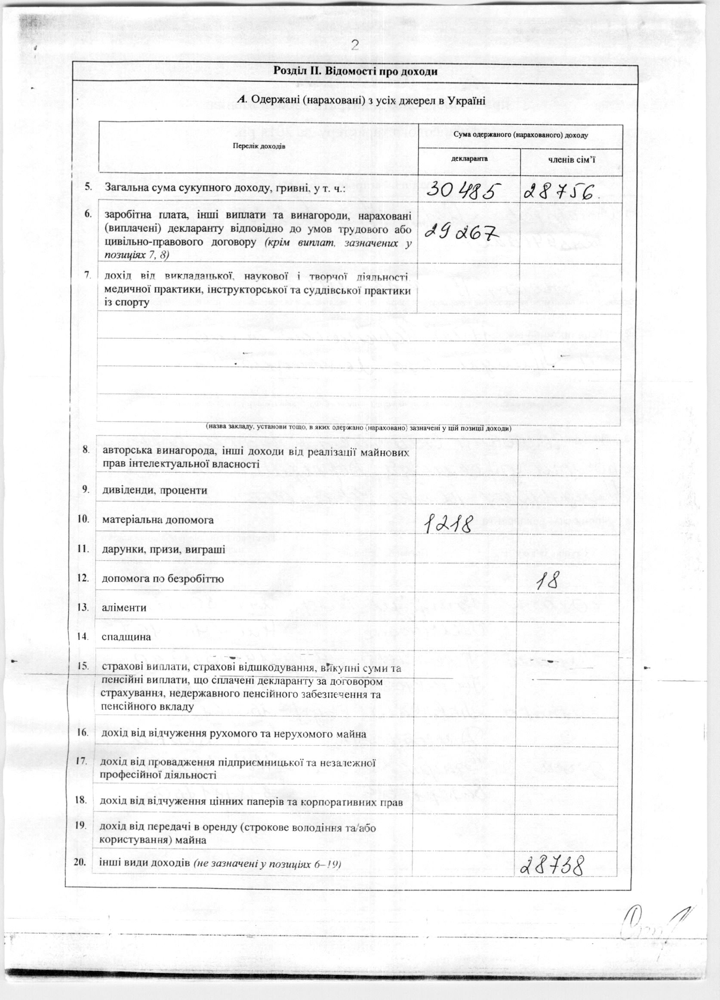 2
Розділ II. Відомості про доходи
А. Одержані (нараховані) з усіх джерел в Україні
Перелік доходів
Сума одержаного (нарахованого) доходу
декларанта
членів сім’ї
5. Загальна сума сукупного доходу, гривні, у т. ч.: 30 485 28 756.
6. заробітна плата, інші виплати та винагороди, нараховані
(виплачені) декларанту відповідно до умов трудового або 29 267
цивільно-правового договору (крім виплат, зазначених у
позиціях 7, 8)
7. дохід від викладацької, наукової і творчої діяльності,
медичної практики, інструкторської та суддівської практики
із спорту
(назва закладу, установи тощо, в яких одержано (нараховано) зазначені у цій позиції доходи)
8. авторська винагорода, інші доходи від реалізації майнових
прав інтелектуальної власності
9. дивіденди, проценти
10. матеріальна допомога 1218
11. дарунки, призи, виграші
12. допомога по безробіттю 18
13. аліменти
14. спадщина
15. страхові виплати, страхові відшкодування, викупні суми та
пенсійні виплати, що сплачені декларанту за договором
страхування, недержавного пенсійного забезпечення та
пенсійного вкладу
16. дохід від відчуження рухомого та нерухомого майна
17. дохід від провадження підприємницької та незалежної
професійної діяльності
18. дохід від відчуження цінних паперів та корпоративних прав
19. дохід від передачі в оренду (строкове володіння та/або
користування) майна
20. інші види доходів (не зазначені у позиціях 6–19) 28738